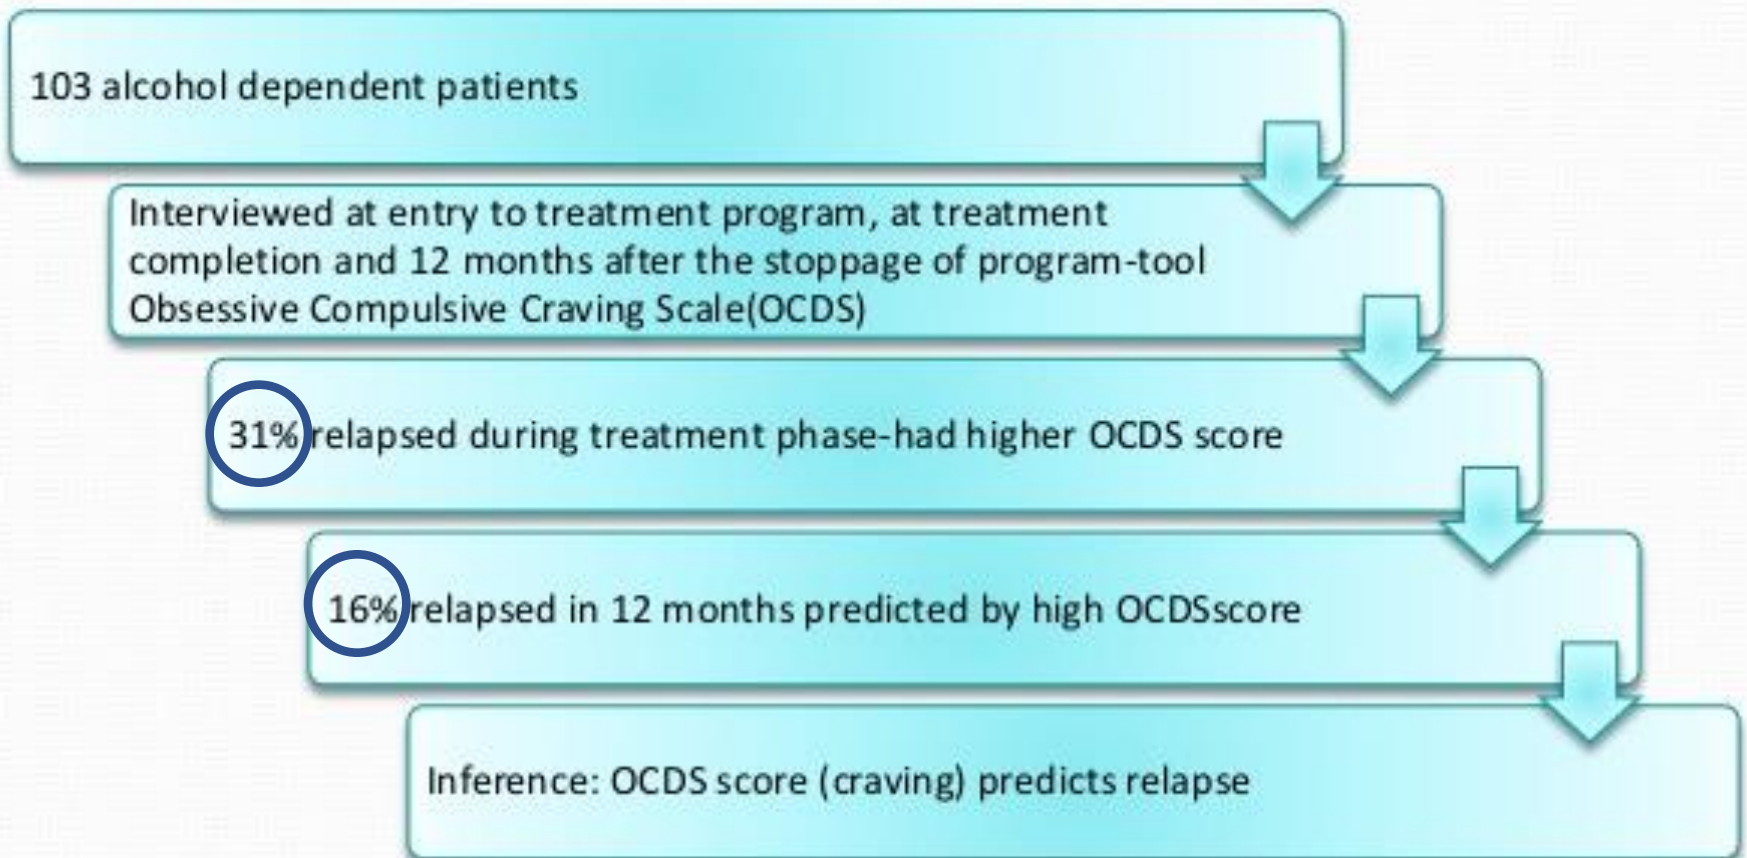 103 alcohol dependent patients
Interviewed at entry to treatment program, at treatment
completion and 12 months after the stoppage of program-tool
Obsessive Compulsive Craving Scale(OCDS)
31% relapsed during treatment phase-had higher OCDS score
16% relapsed in 12 months predicted by high OCDSscore
Inference: OCDS score (craving) predicts relapse